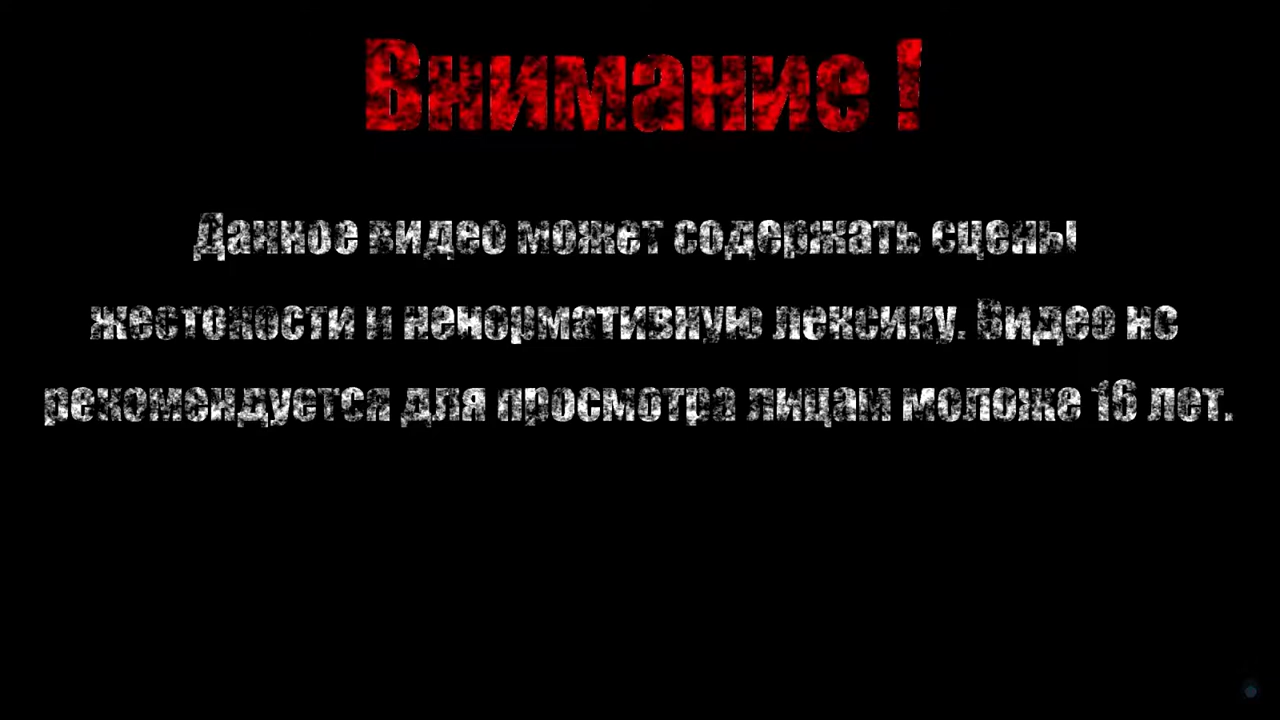 Внимание !
Данное видео может содержать сцены
жестокости и ненормативную лексику. Видео не
рекомендуется для просмотра лицам моложе 16 лет.